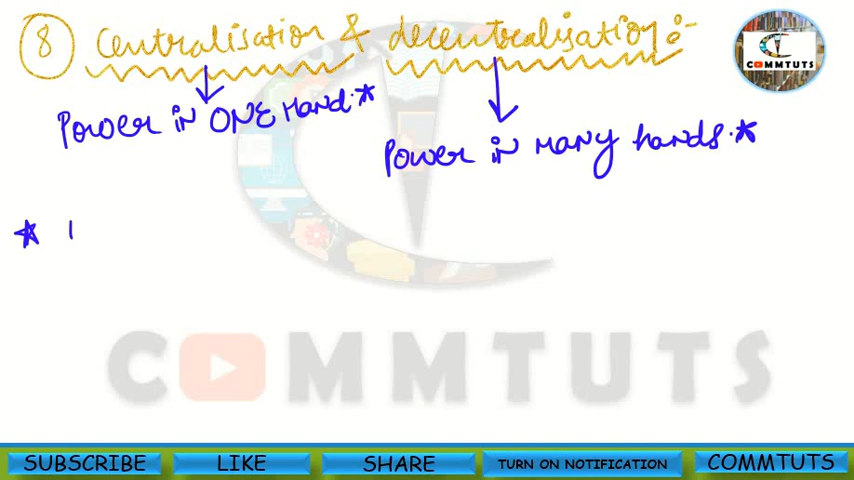 8 Centralisation & decentralisation :-
Power in ONE Hand.*
Power in many hands.*
COMMTUTS
COMMTUTS
SUBSCRIBE LIKE SHARE TURN ON NOTIFICATION COMMTUTS